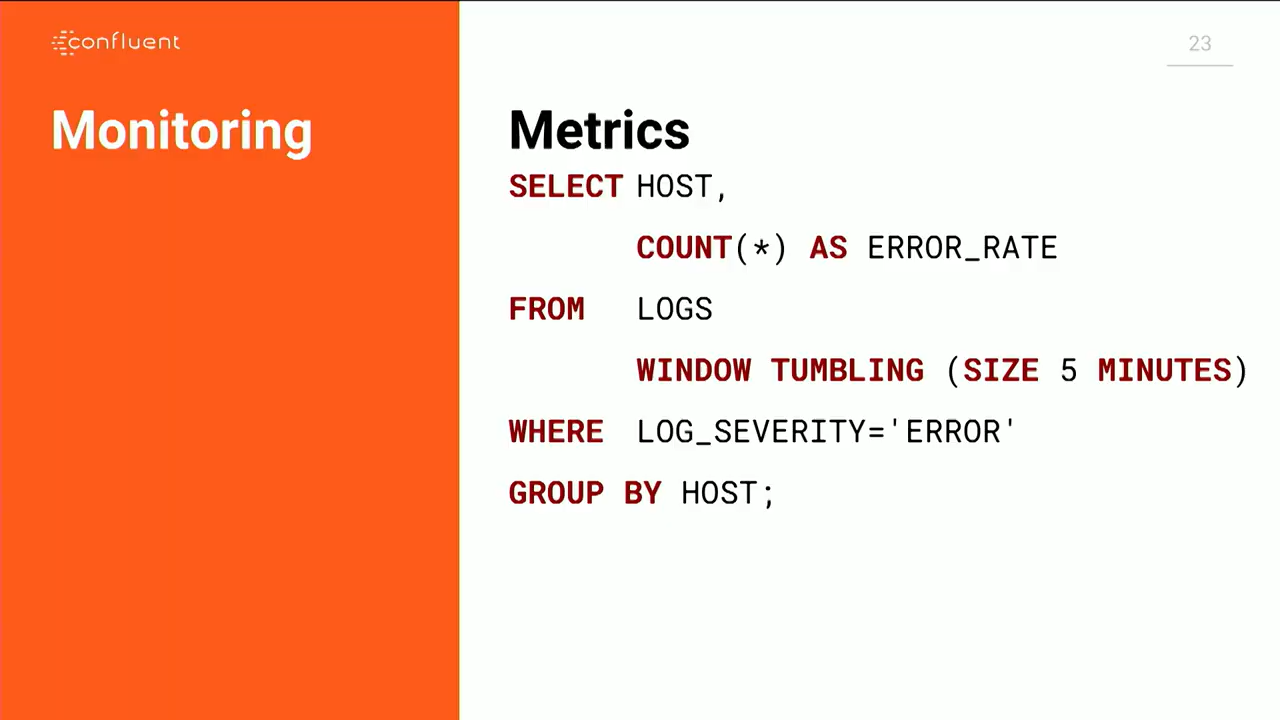 confluent
23
Monitoring
Metrics
SELECT HOST,
COUNT(*) AS ERROR_RATE
FROM LOGS
WINDOW TUMBLING (SIZE 5 MINUTES)
WHERE LOG_SEVERITY='ERROR'
GROUP BY HOST;